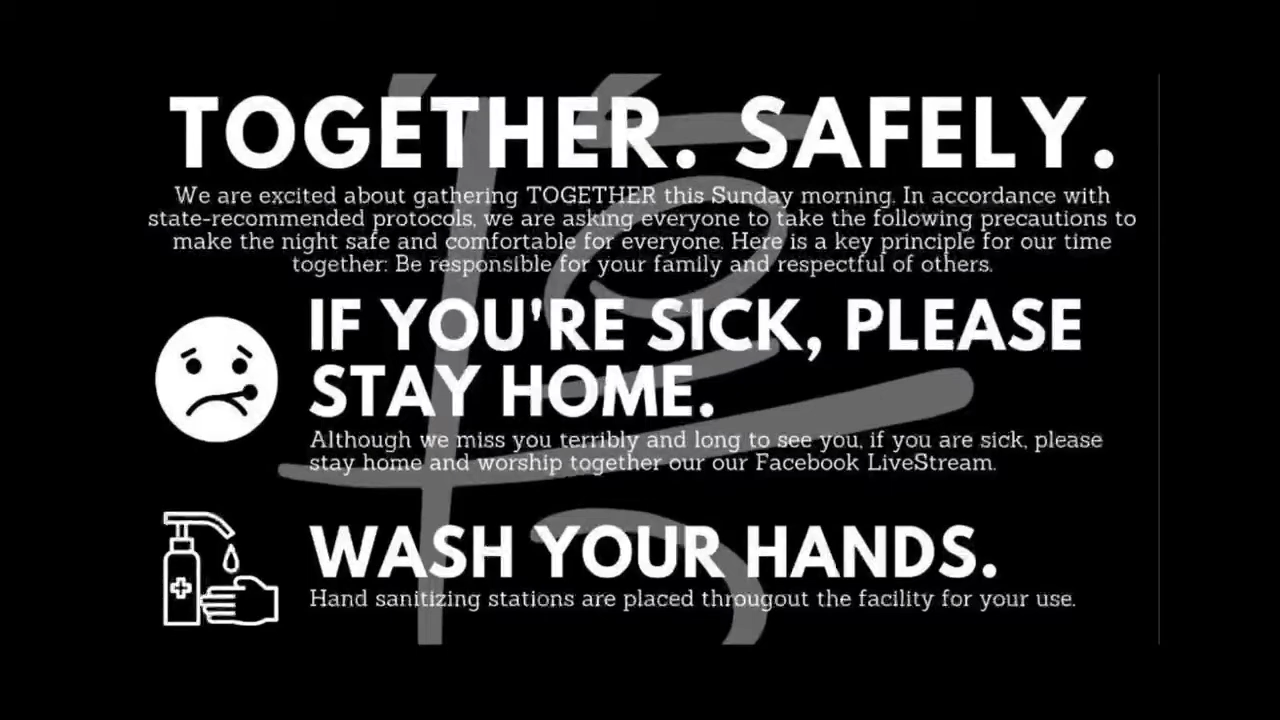 TOGETHER. SAFELY.
We are excited about gathering TOGETHER this Sunday morning. In accordance with
state-recommended protocols, we are asking everyone to take the following precautions to
make the night safe and comfortable for everyone. Here is a key principle for our time
together: Be responsible for your family and respectful of others.
IF YOU'RE SICK, PLEASE
STAY HOME.
Although we miss you terribly and long to see you, if you are sick, please
stay home and worship together our our Facebook LiveStream.
WASH YOUR HANDS.
Hand sanitizing stations are placed througout the facility for your use.